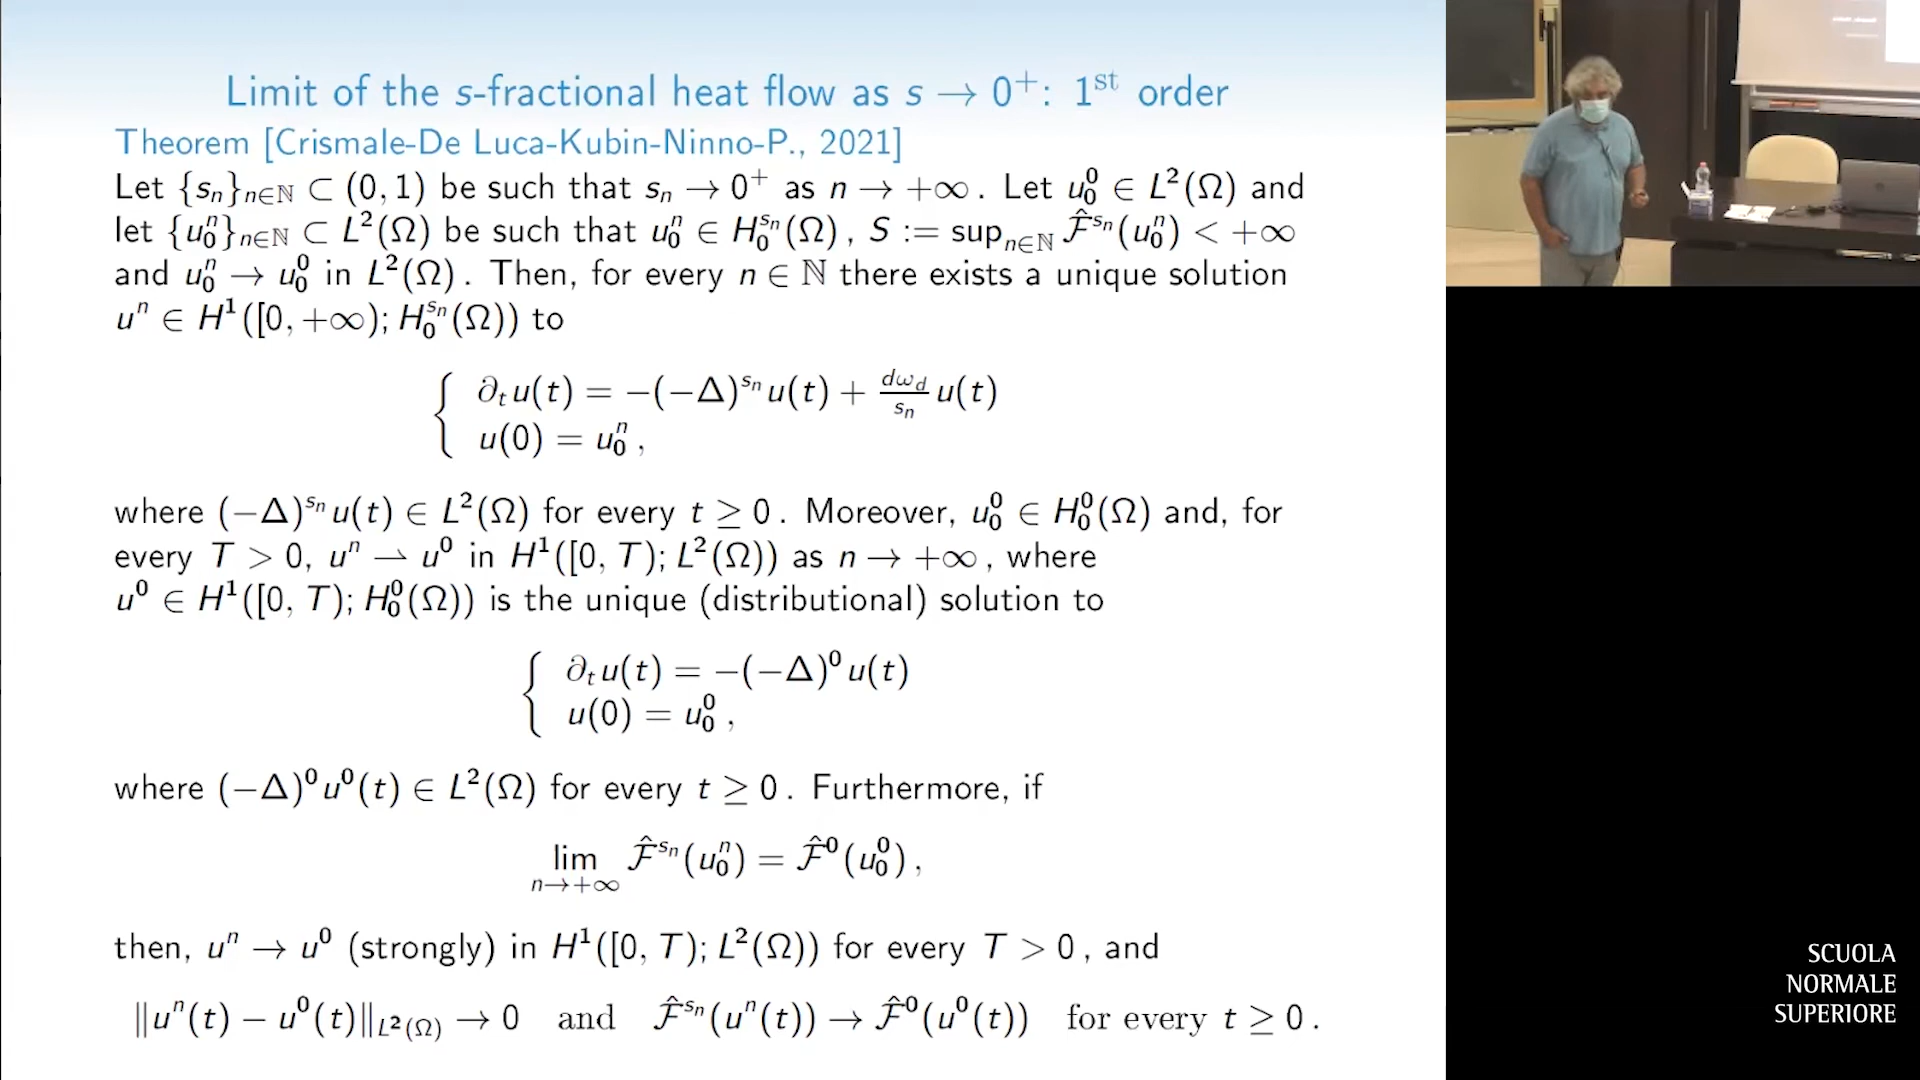 Limit of the s-fractional heat flow as s → 0⁺: 1ˢᵗ order
Theorem [Crismale-De Luca-Kubin-Ninno-P., 2021]
Let {sₙ}ₙ∈ℕ ⊂ (0, 1) be such that sₙ → 0⁺ as n → +∞. Let u₀⁰ ∈ L²(Ω) and
let {u₀ⁿ}ₙ∈ℕ ⊂ L²(Ω) be such that u₀ⁿ ∈ H₀^{sₙ}(Ω), S := supₙ∈ℕ F̂^{sₙ}(u₀ⁿ) < +∞
and u₀ⁿ → u₀⁰ in L²(Ω). Then, for every n ∈ ℕ there exists a unique solution
uⁿ ∈ H¹([0, +∞); H₀^{sₙ}(Ω)) to
{ ∂ₜu(t) = −(−Δ)^{sₙ}u(t) + dω_d/sₙ u(t)
u(0) = u₀ⁿ,
where (−Δ)^{sₙ}u(t) ∈ L²(Ω) for every t ≥ 0. Moreover, u₀⁰ ∈ H₀⁰(Ω) and, for
every T > 0, uⁿ ⇀ u⁰ in H¹([0, T); L²(Ω)) as n → +∞, where
u⁰ ∈ H¹([0, T); H₀⁰(Ω)) is the unique (distributional) solution to
{ ∂ₜu(t) = −(−Δ)⁰u(t)
u(0) = u₀⁰,
where (−Δ)⁰u⁰(t) ∈ L²(Ω) for every t ≥ 0. Furthermore, if
lim_{n→+∞} F̂^{sₙ}(u₀ⁿ) = F̂⁰(u₀⁰),
then, uⁿ → u⁰ (strongly) in H¹([0, T); L²(Ω)) for every T > 0, and
‖uⁿ(t) − u⁰(t)‖_{L²(Ω)} → 0 and F̂^{sₙ}(uⁿ(t)) → F̂⁰(u⁰(t)) for every t ≥ 0.
SCUOLA
NORMALE
SUPERIORE